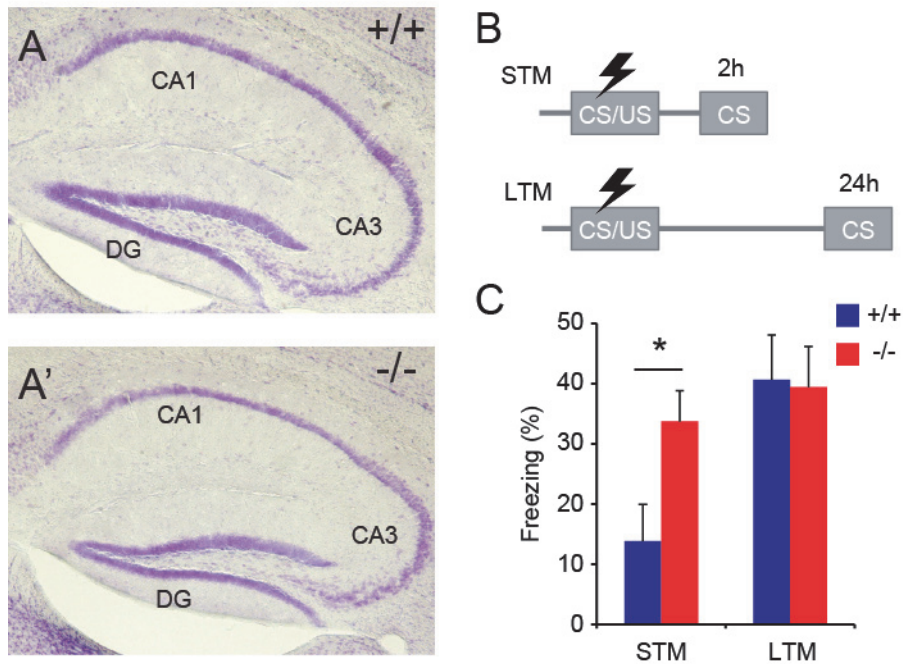 A
+/+
CA1
CA3
DG
A'
-/-
CA1
CA3
DG
B
STM
2h
CS/US
CS
LTM
24h
CS/US
CS
C
+/+
-/-
Freezing (%)
50
40
30
20
10
0
*
STM
LTM